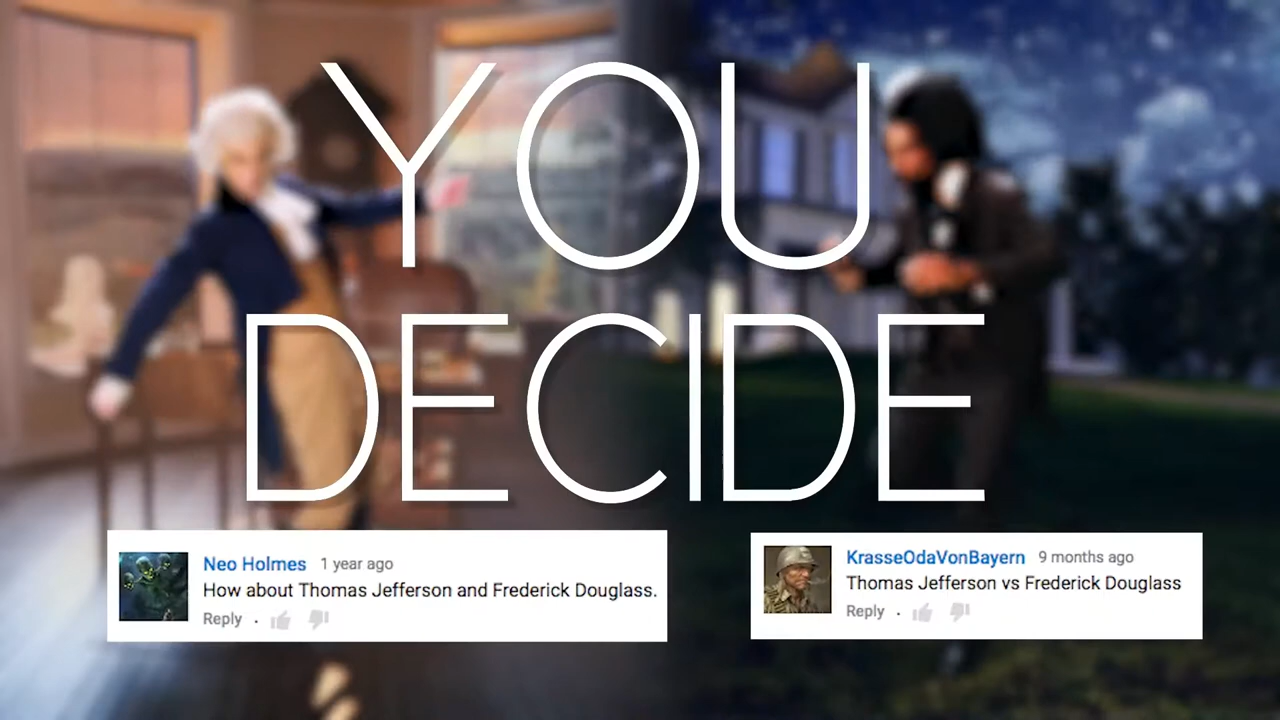 YOU
DECIDE
Neo Holmes 1 year ago
How about Thomas Jefferson and Frederick Douglass.
Reply ·
KrasseOdaVonBayern 9 months ago
Thomas Jefferson vs Frederick Douglass
Reply ·